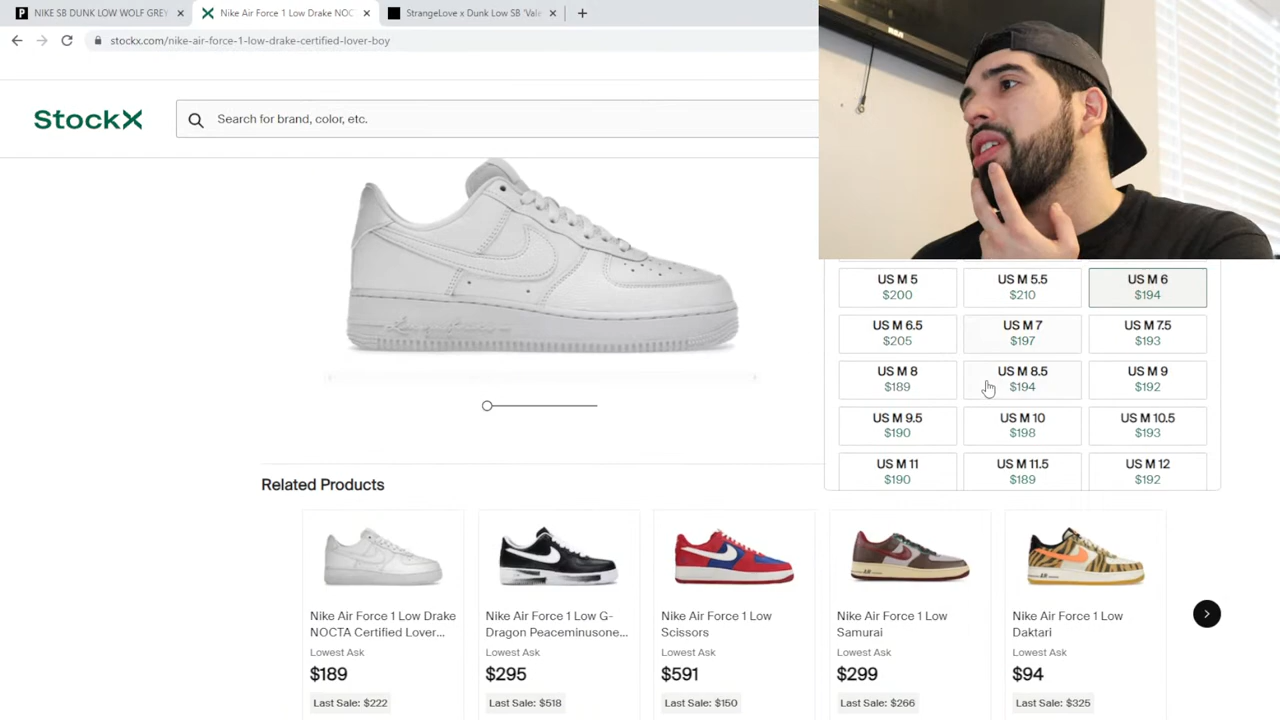 NIKE SB DUNK LOW WOLF GREY
Nike Air Force 1 Low Drake NOC
StrangeLove x Dunk Low SB 'Vale
stockx.com/nike-air-force-1-low-drake-certified-lover-boy
RCA
StockX
Search for brand, color, etc.
US M 5
$200
US M 5.5
$210
US M 6
$194
US M 6.5
$205
US M 7
$197
US M 7.5
$193
US M 8
$189
US M 8.5
$194
US M 9
$192
US M 9.5
$190
US M 10
$198
US M 10.5
$193
US M 11
$190
US M 11.5
$189
US M 12
$192
Related Products
Nike Air Force 1 Low Drake
NOCTA Certified Lover...
Lowest Ask
$189
Last Sale: $222
Nike Air Force 1 Low G-
Dragon Peaceminusone...
Lowest Ask
$295
Last Sale: $518
Nike Air Force 1 Low
Scissors
Lowest Ask
$591
Last Sale: $150
Nike Air Force 1 Low
Samurai
Lowest Ask
$299
Last Sale: $266
Nike Air Force 1 Low
Daktari
Lowest Ask
$94
Last Sale: $325